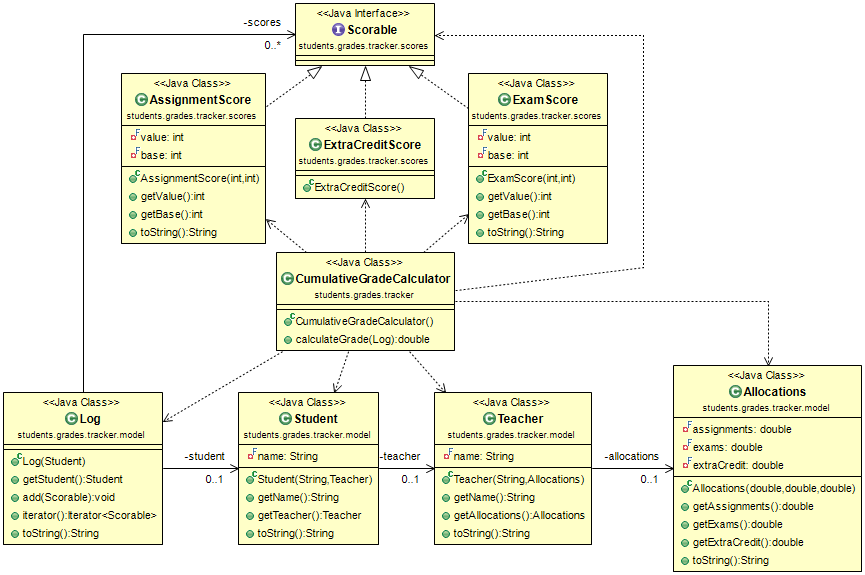 -scores
0..*
<<Java Interface>>
I Scorable
students.grades.tracker.scores
<<Java Class>>
C AssignmentScore
students.grades.tracker.scores
F value: int
F base: int
C AssignmentScore(int,int)
getValue():int
getBase():int
toString():String
<<Java Class>>
C ExtraCreditScore
students.grades.tracker.scores
C ExtraCreditScore()
<<Java Class>>
C ExamScore
students.grades.tracker.scores
F value: int
F base: int
C ExamScore(int,int)
getValue():int
getBase():int
toString():String
<<Java Class>>
C CumulativeGradeCalculator
students.grades.tracker
C CumulativeGradeCalculator()
calculateGrade(Log):double
<<Java Class>>
C Log
students.grades.tracker.model
C Log(Student)
getStudent():Student
add(Scorable):void
iterator():Iterator<Scorable>
toString():String
-student
0..1
<<Java Class>>
C Student
students.grades.tracker.model
F name: String
C Student(String,Teacher)
getName():String
getTeacher():Teacher
toString():String
-teacher
0..1
<<Java Class>>
C Teacher
students.grades.tracker.model
F name: String
C Teacher(String,Allocations)
getName():String
getAllocations():Allocations
toString():String
-allocations
0..1
<<Java Class>>
C Allocations
students.grades.tracker.model
F assignments: double
F exams: double
F extraCredit: double
C Allocations(double,double,double)
getAssignments():double
getExams():double
getExtraCredit():double
toString():String